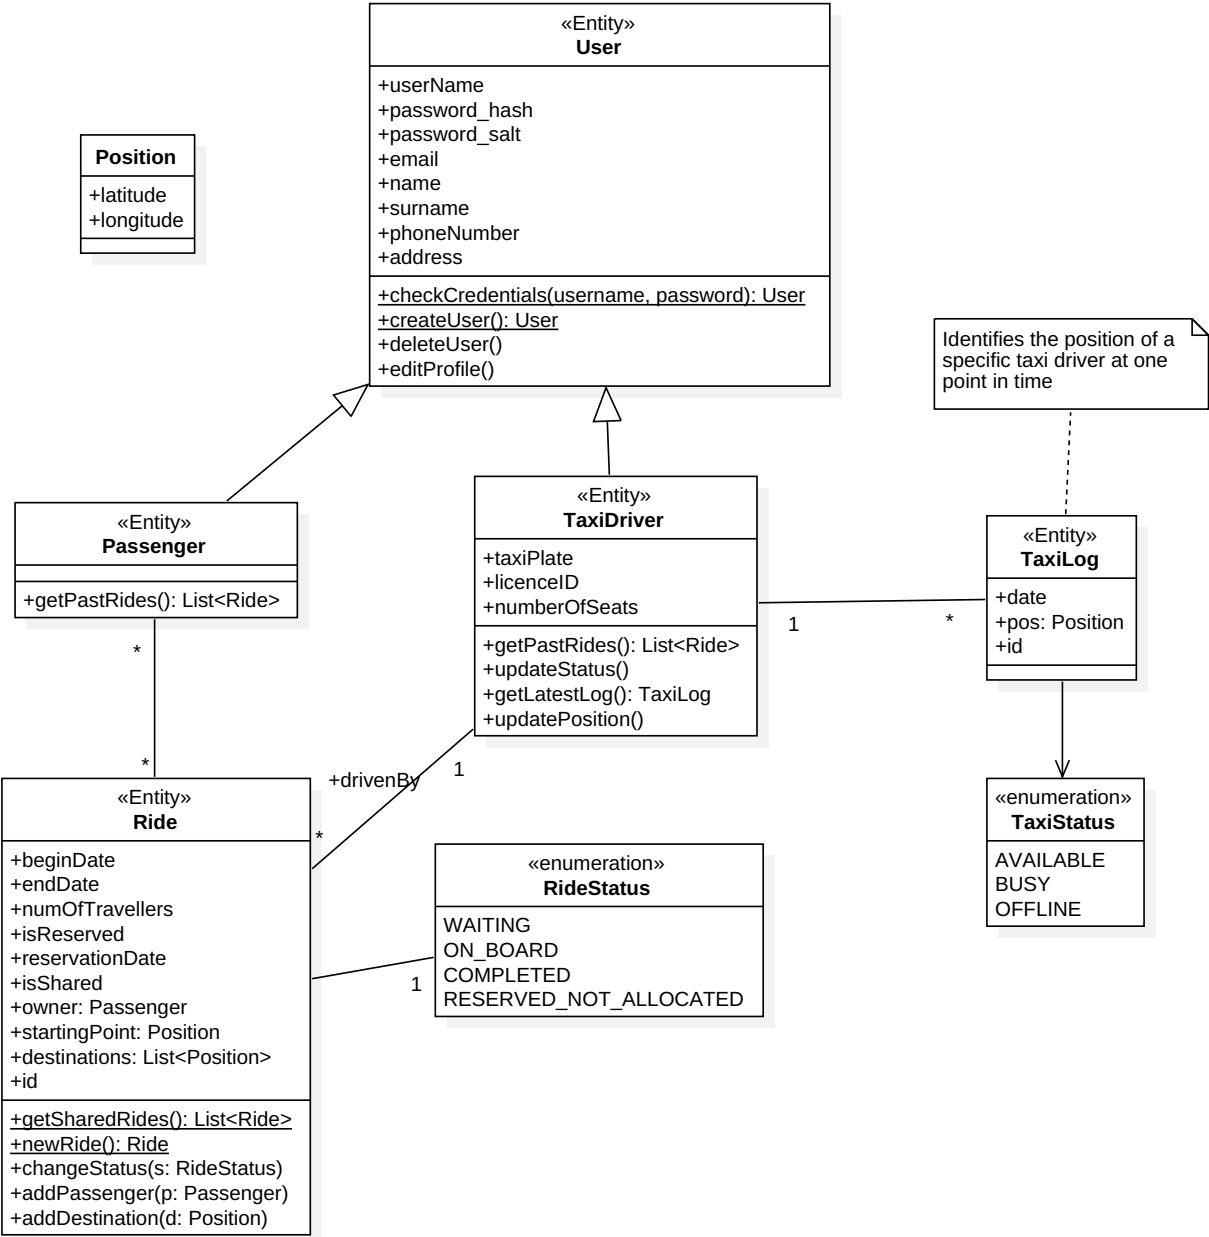 «Entity»
User
+userName
+password_hash
+password_salt
+email
+name
+surname
+phoneNumber
+address
+checkCredentials(username, password): User
+createUser(): User
+deleteUser()
+editProfile()
Position
+latitude
+longitude
Identifies the position of a
specific taxi driver at one
point in time
«Entity»
Passenger
+getPastRides(): List<Ride>
*
*
«Entity»
TaxiDriver
+taxiPlate
+licenceID
+numberOfSeats
+getPastRides(): List<Ride>
+updateStatus()
+getLatestLog(): TaxiLog
+updatePosition()
1
*
«Entity»
TaxiLog
+date
+pos: Position
+id
+drivenBy
1
*
«Entity»
Ride
+beginDate
+endDate
+numOfTravellers
+isReserved
+reservationDate
+isShared
+owner: Passenger
+startingPoint: Position
+destinations: List<Position>
+id
+getSharedRides(): List<Ride>
+newRide(): Ride
+changeStatus(s: RideStatus)
+addPassenger(p: Passenger)
+addDestination(d: Position)
1
«enumeration»
RideStatus
WAITING
ON_BOARD
COMPLETED
RESERVED_NOT_ALLOCATED
«enumeration»
TaxiStatus
AVAILABLE
BUSY
OFFLINE